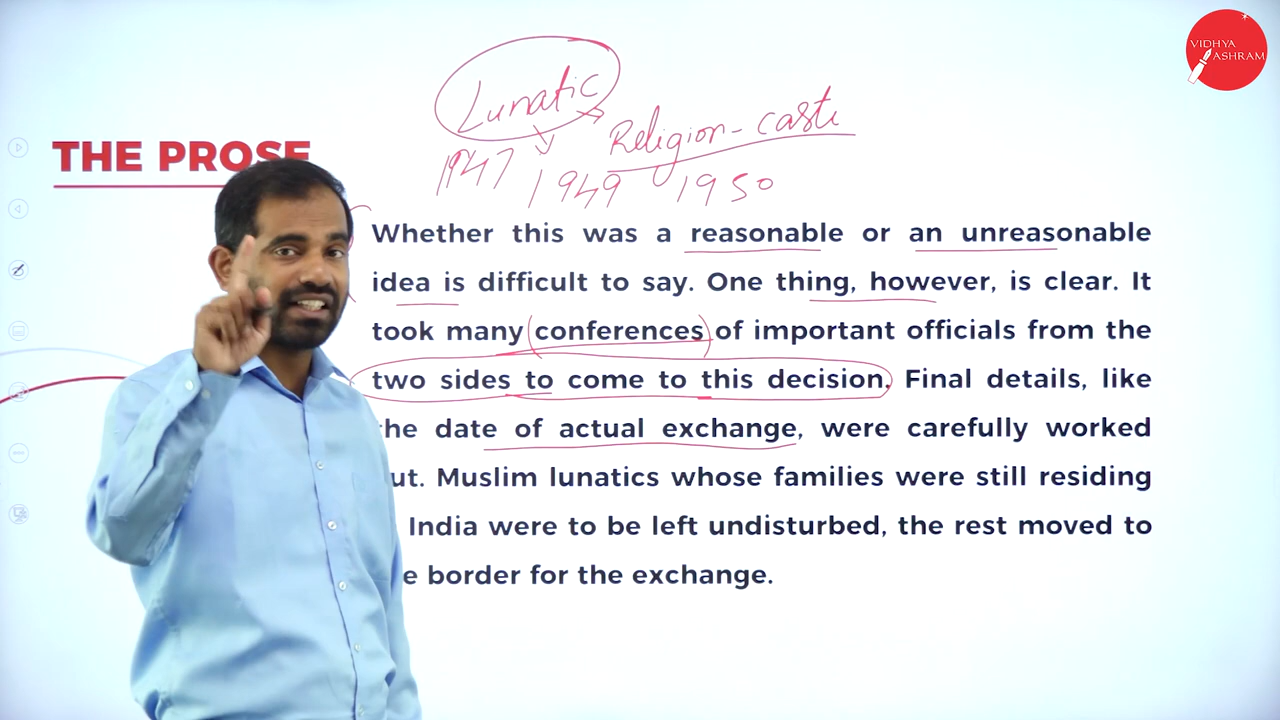 VIDHYA
ASHRAM
Lunatic
Religion - caste
1947 1949 1950
THE PROSE
Whether this was a reasonable or an unreasonable
idea is difficult to say. One thing, however, is clear. It
took many (conferences) of important officials from the
two sides to come to this decision. Final details, like
the date of actual exchange, were carefully worked
ut. Muslim lunatics whose families were still residing
India were to be left undisturbed, the rest moved to
e border for the exchange.